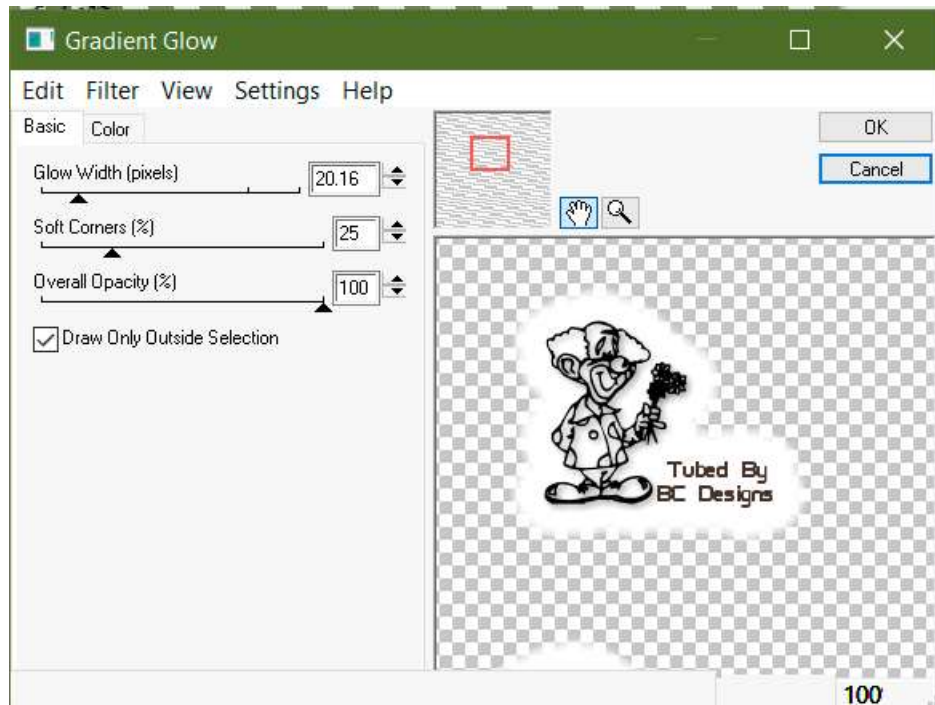 Gradient Glow
Edit Filter View Settings Help
Basic Color
OK
Cancel
Glow Width (pixels) 20.16
Soft Corners (%) 25
Overall Opacity (%) 100
Draw Only Outside Selection
Tubed By
BC Designs
100